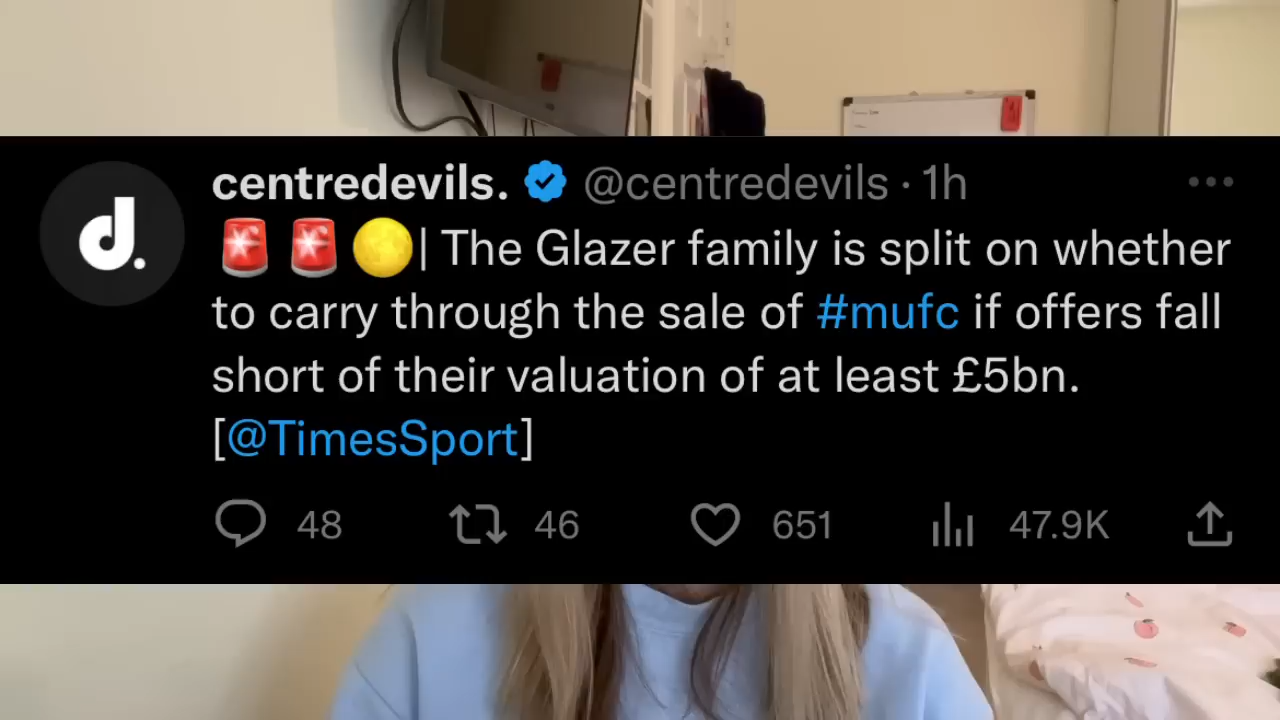 centredevils. @centredevils · 1h
🚨🚨🌕| The Glazer family is split on whether
to carry through the sale of #mufc if offers fall
short of their valuation of at least £5bn.
[@TimesSport]
48 46 651 47.9K
d.